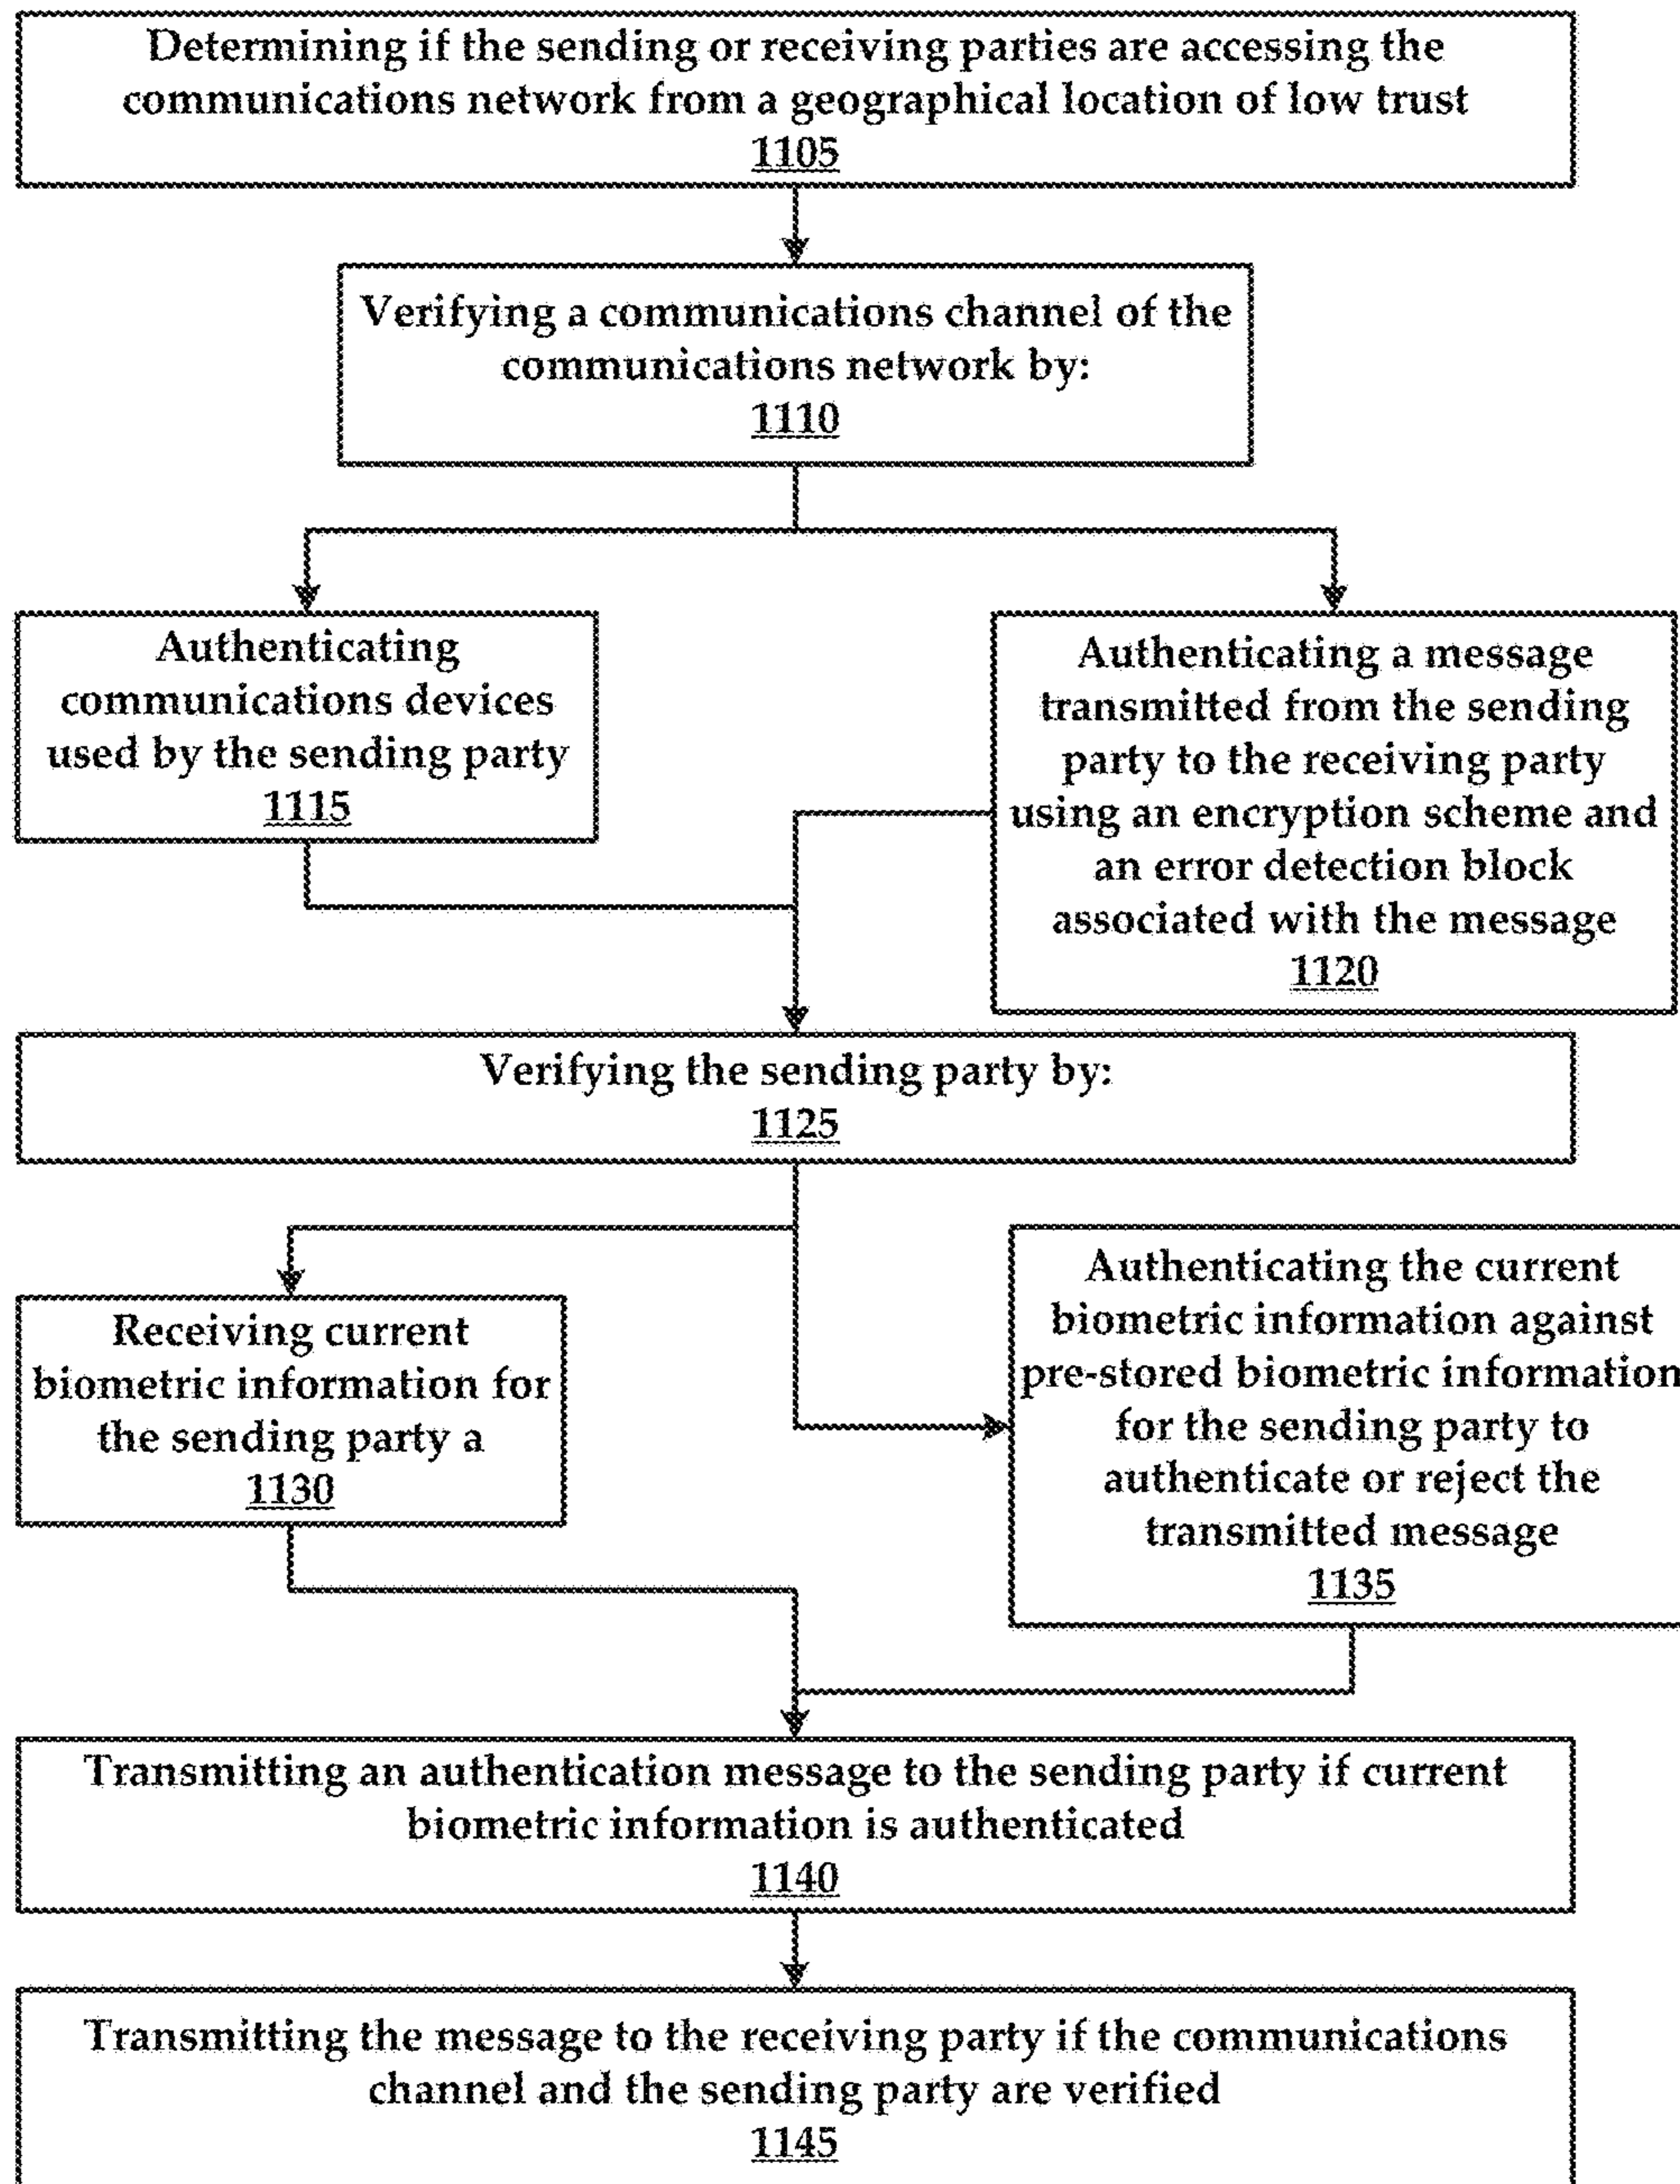 Determining if the sending or receiving parties are accessing the
communications network from a geographical location of low trust
1105
Verifying a communications channel of the
communications network by:
1110
Authenticating
communications devices
used by the sending party
1115
Authenticating a message
transmitted from the sending
party to the receiving party
using an encryption scheme and
an error detection block
associated with the message
1120
Verifying the sending party by:
1125
Receiving current
biometric information for
the sending party a
1130
Authenticating the current
biometric information against
pre-stored biometric information
for the sending party to
authenticate or reject the
transmitted message
1135
Transmitting an authentication message to the sending party if current
biometric information is authenticated
1140
Transmitting the message to the receiving party if the communications
channel and the sending party are verified
1145